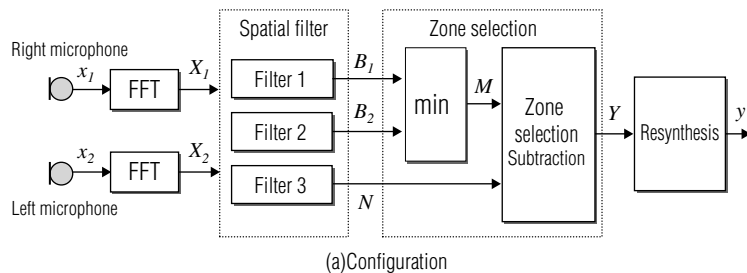 Spatial filter
Zone selection
Right microphone
x1
FFT
X1
Filter 1
B1
min
M
Zone
selection
Subtraction
Y
Resynthesis
y
Filter 2
B2
x2
FFT
X2
Filter 3
N
Left microphone
(a)Configuration